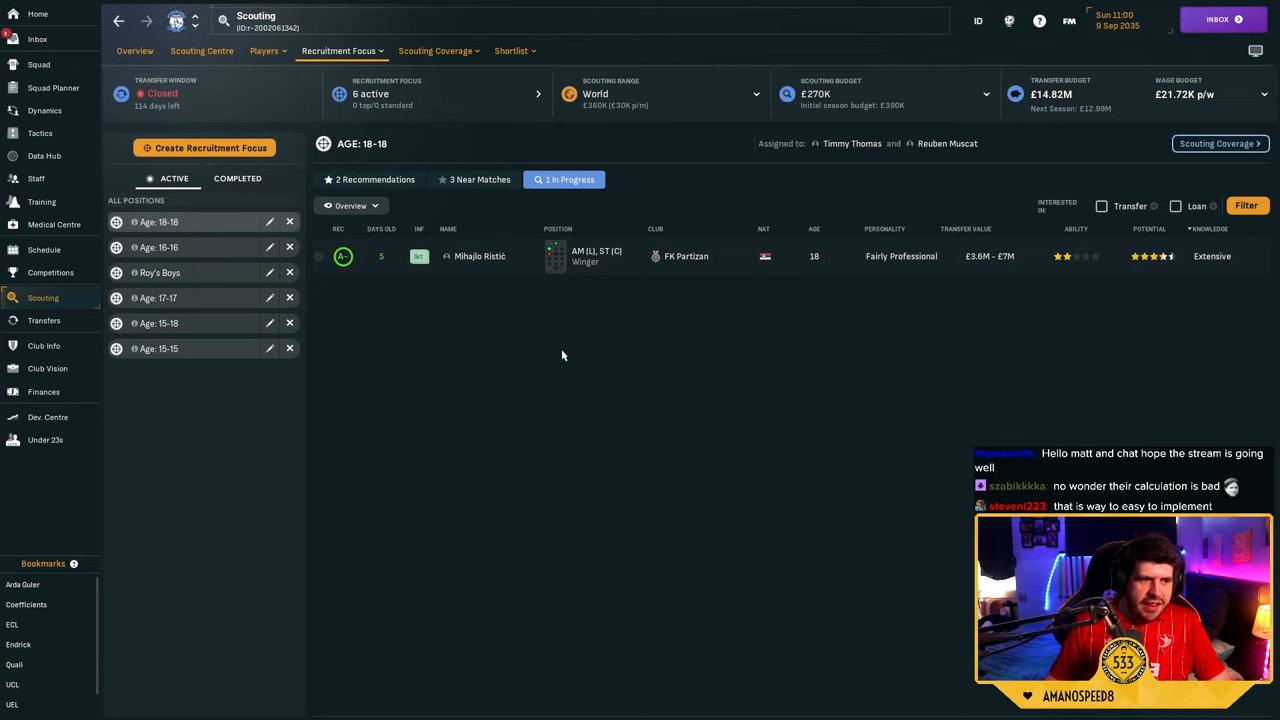 Home
Scouting
(ID:r-2002061342)
ID
FM
Sun 11:00
9 Sep 2035
INBOX
Inbox
Squad
Squad Planner
Dynamics
Tactics
Data Hub
Staff
Training
Medical Centre
Schedule
Competitions
Scouting
Transfers
Club Info
Club Vision
Finances
Dev. Centre
Under 23s
Bookmarks
Arda Guler
Coefficients
ECL
Endrick
Quali
UCL
UEL
Overview
Scouting Centre
Players
Recruitment Focus
Scouting Coverage
Shortlist
TRANSFER WINDOW
Closed
114 days left
RECRUITMENT FOCUS
6 active
0 top/0 standard
SCOUTING RANGE
World
£360K (£30K p/m)
SCOUTING BUDGET
£270K
Initial season budget: £390K
TRANSFER BUDGET
£14.82M
Next Season: £12.99M
WAGE BUDGET
£21.72K p/w
Create Recruitment Focus
ACTIVE
COMPLETED
ALL POSITIONS
Age: 18-18
Age: 16-16
Roy's Boys
Age: 17-17
Age: 15-18
Age: 15-15
AGE: 18-18
Assigned to: Timmy Thomas and Reuben Muscat
Scouting Coverage >
2 Recommendations
3 Near Matches
1 In Progress
Overview
INTERESTED IN:
Transfer
Loan
Filter
REC DAYS OLD INF NAME POSITION CLUB NAT AGE PERSONALITY TRANSFER VALUE ABILITY POTENTIAL KNOWLEDGE
A- 5 Sct Mihajlo Ristić AM (L), ST (C) FK Partizan 18 Fairly Professional £3.6M - £7M Extensive
Winger
Hello matt and chat hope the stream is going
well
szabikkkka: no wonder their calculation is bad
steveni223: that is way to easy to implement
533
AMANOSPEED8